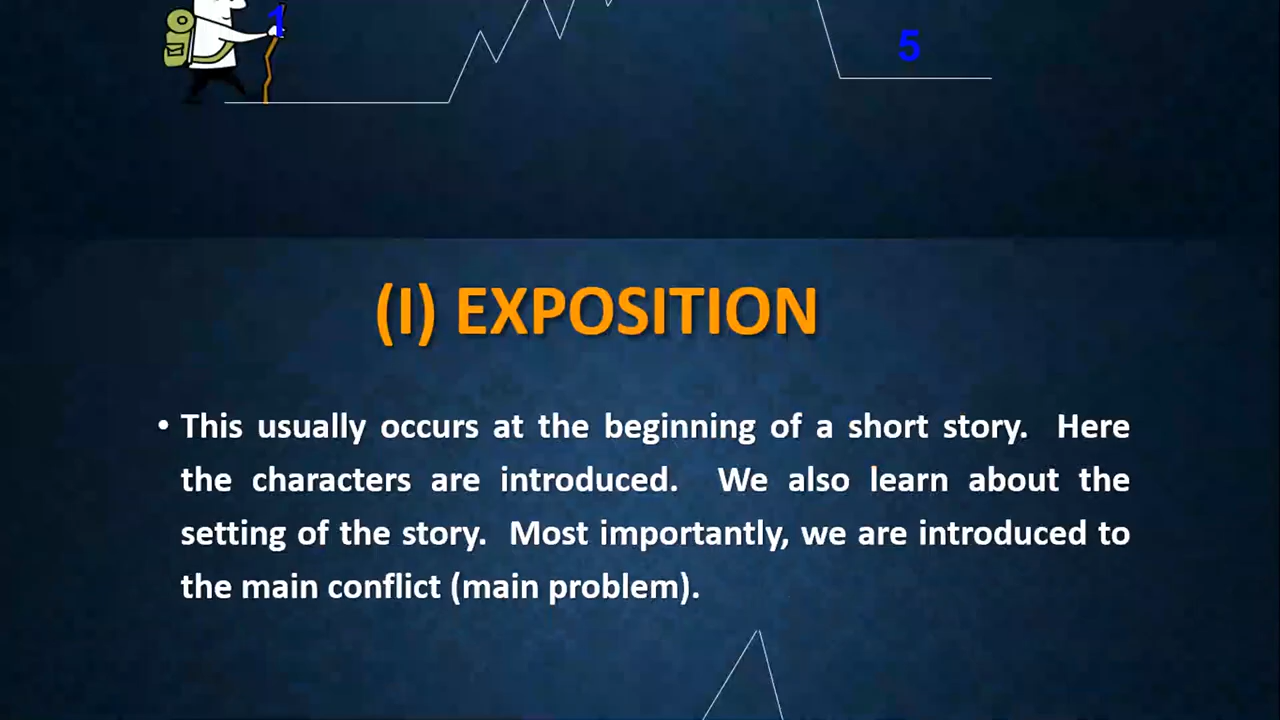 1
5
(I) EXPOSITION
• This usually occurs at the beginning of a short story. Here
the characters are introduced. We also learn about the
setting of the story. Most importantly, we are introduced to
the main conflict (main problem).